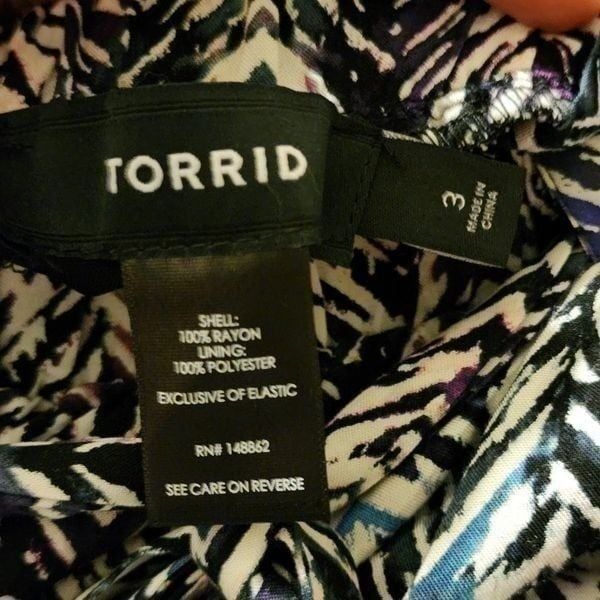 TORRID
3
MADE IN
CHINA
SHELL:
100% RAYON
LINING:
100% POLYESTER
EXCLUSIVE OF ELASTIC
RN# 148862
SEE CARE ON REVERSE